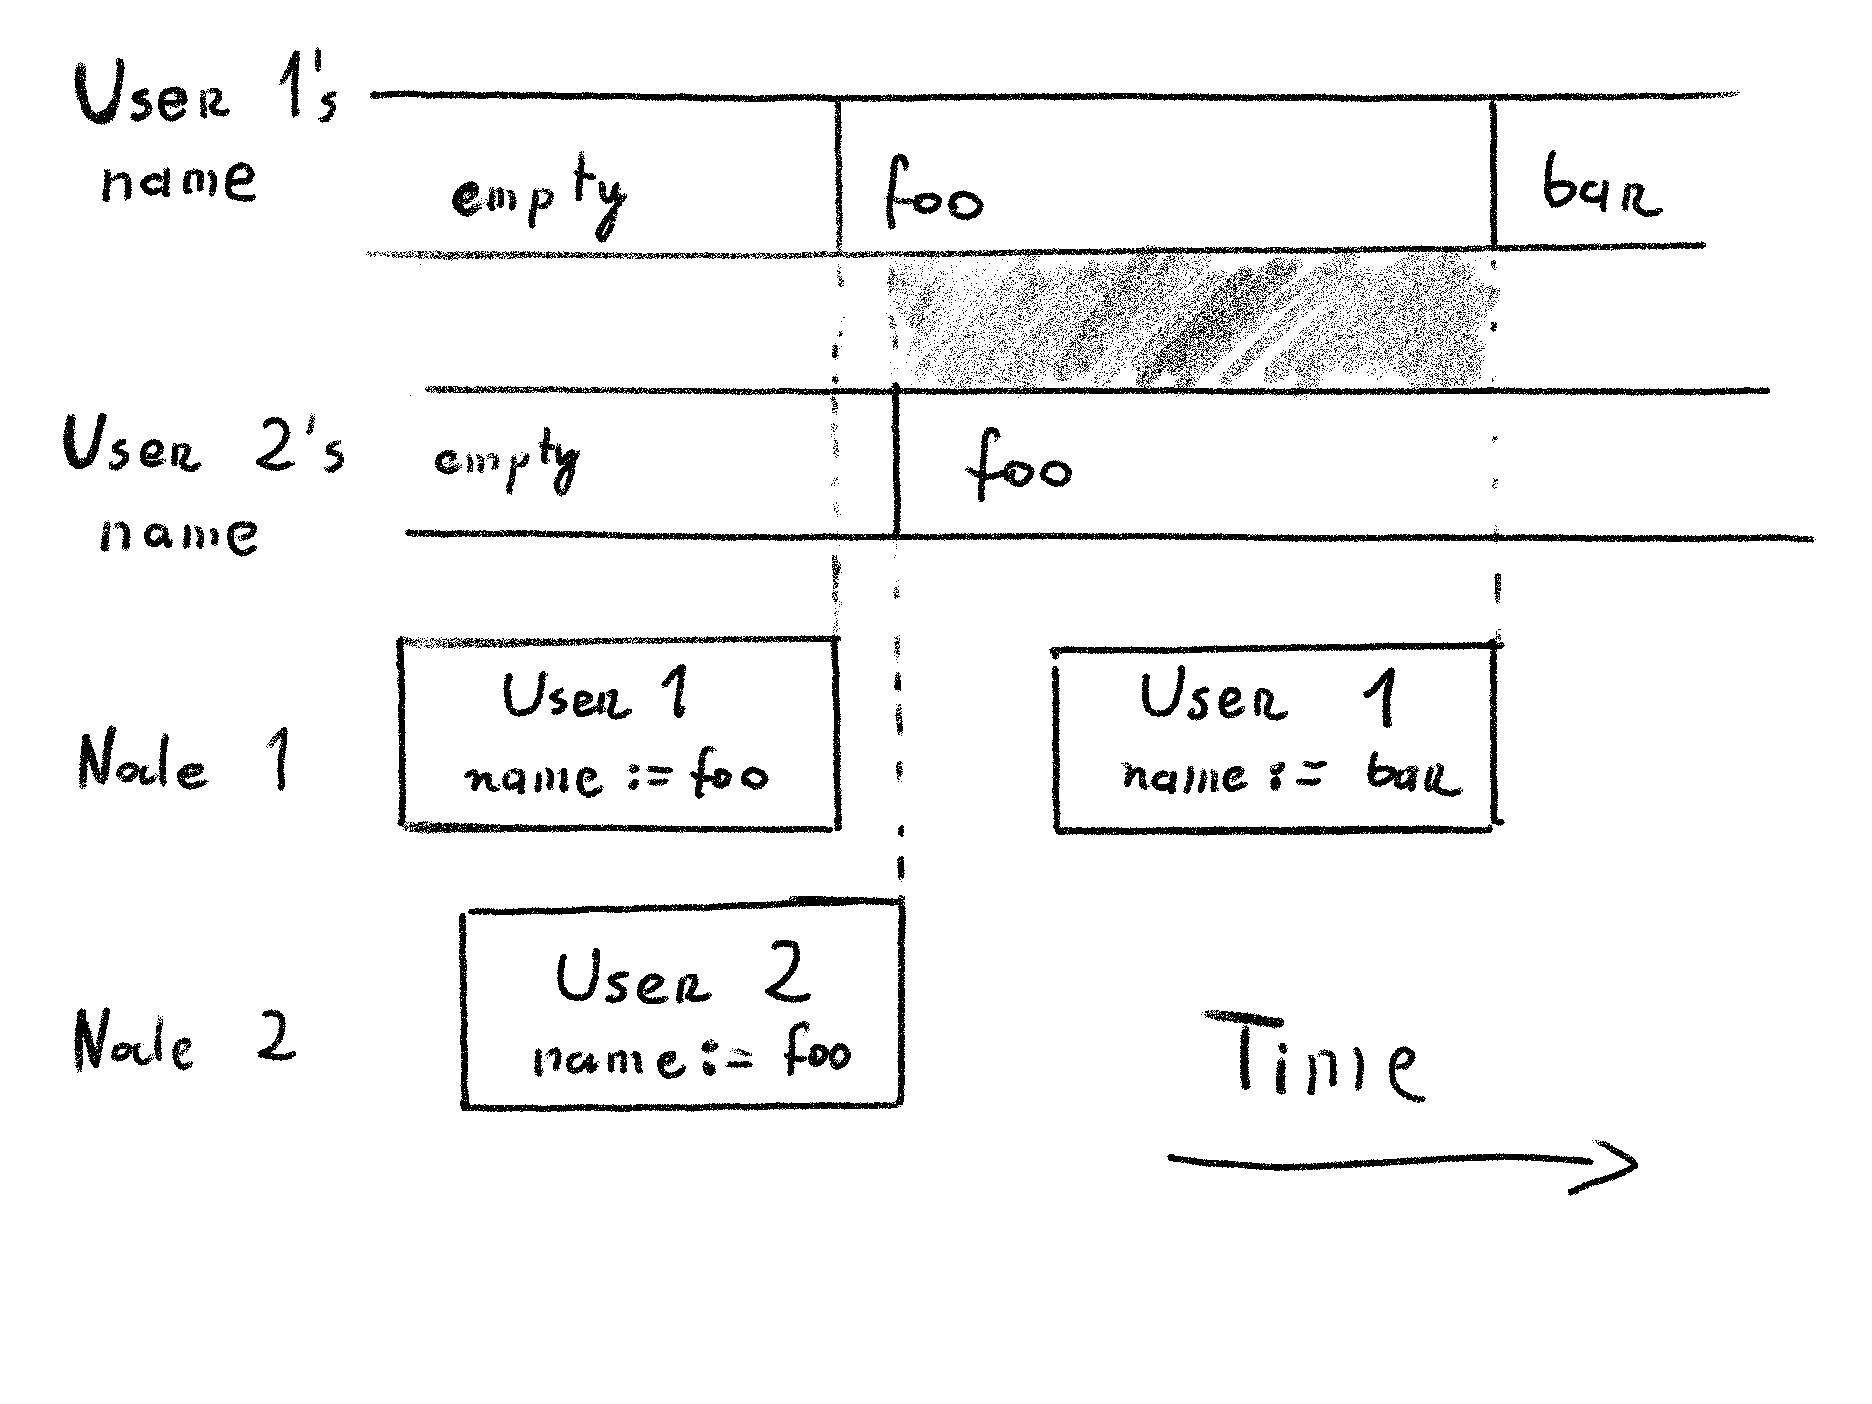 User 1's
name
empty
foo
bar
User 2's
name
empty
foo
Node 1
User 1
name := foo
User 1
name := bar
Node 2
User 2
name := foo
Time